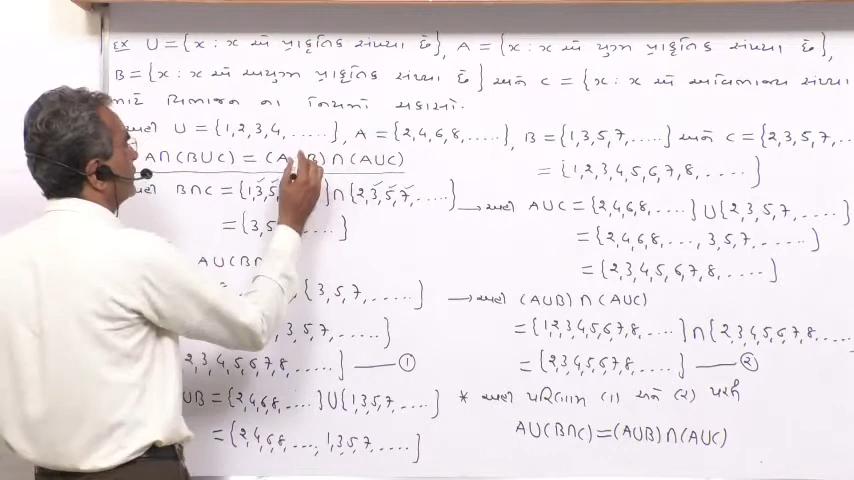 Ex U = {x : x એ પ્રાકૃતિક સંખ્યા છે}, A = {x : x એ યુગ્મ પ્રાકૃતિક સંખ્યા છે},
B = {x : x એ અયુગ્મ પ્રાકૃતિક સંખ્યા છે} અને C = {x : x એ અવિભાજ્ય સંખ્યા
માટે વિભાજન ના નિયમો ચકાસો.
અહી U = {1,2,3,4,.....}, A = {2,4,6,8,.....}, B = {1,3,5,7,.....} અને C = {2,3,5,7,...
A∩(B∪C) = (A B)∩(A∪C)
B∩C = {1,3,5, }∩{2,3,5,7,....}
= {3,5 ....}
A∪(B∩
{3,5,7,.....}
3,5,7,.....}
2,3,4,5,6,7,8,.....} —— ①
∪B = {2,4,6,8,.....}∪{1,3,5,7,.....}
= {2,4,6,8,....., 1,3,5,7,.....}
= {1,2,3,4,5,6,7,8,.....}
→ અહી A∪C = {2,4,6,8,.....}∪{2,3,5,7,.....}
= {2,4,6,8,...., 3,5,7,.....}
= {2,3,4,5,6,7,8,.....}
→ અહી (A∪B)∩(A∪C)
= {1,2,3,4,5,6,7,8,.....}∩{2,3,4,5,6,7,8,....
= {2,3,4,5,6,7,8,.....} —— ②
* અહી પરિણામ (1) અને (2) પરથી
A∪(B∩C) = (A∪B)∩(A∪C)